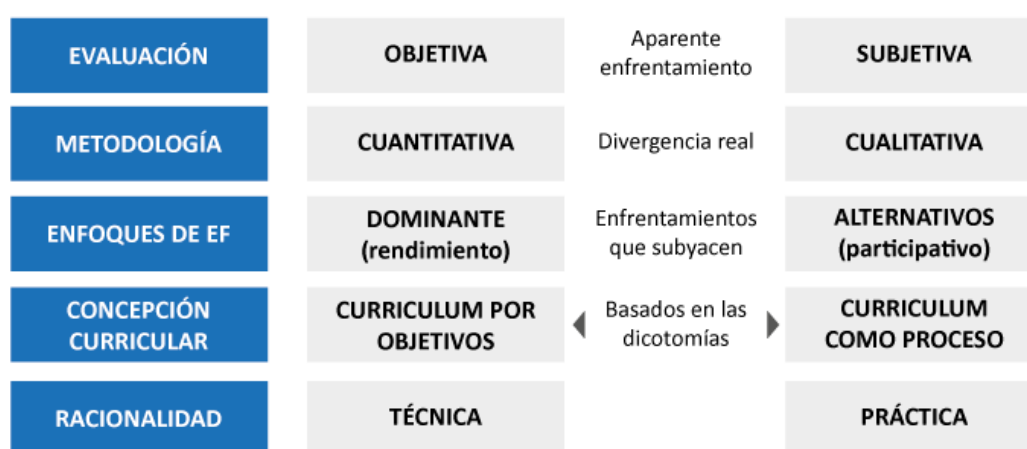 EVALUACIÓN
OBJETIVA
Aparente
enfrentamiento
SUBJETIVA
METODOLOGÍA
CUANTITATIVA
Divergencia real
CUALITATIVA
ENFOQUES DE EF
DOMINANTE
(rendimiento)
Enfrentamientos
que subyacen
ALTERNATIVOS
(participativo)
CONCEPCIÓN
CURRICULAR
CURRICULUM POR
OBJETIVOS
Basados en las
dicotomías
CURRICULUM
COMO PROCESO
RACIONALIDAD
TÉCNICA
PRÁCTICA